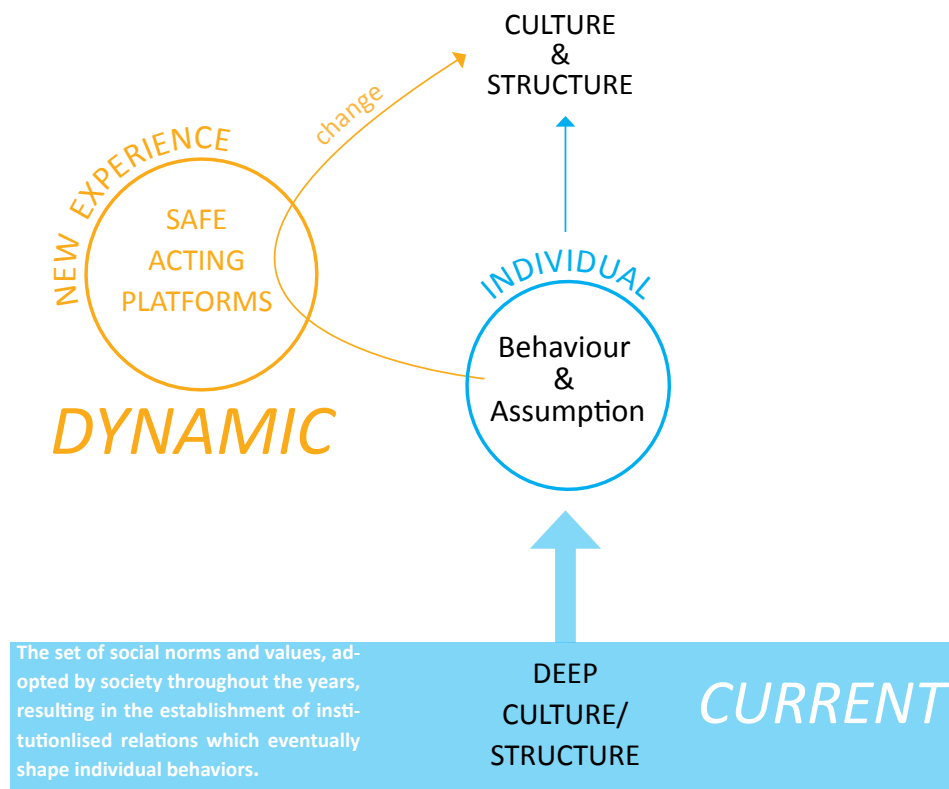 CULTURE
&
STRUCTURE
change
NEW EXPERIENCE
SAFE
ACTING
PLATFORMS
DYNAMIC
INDIVIDUAL
Behaviour
&
Assumption
The set of social norms and values, ad-
opted by society throughout the years,
resulting in the establishment of insti-
tutionlised relations which eventually
shape individual behaviors.
DEEP
CULTURE/
STRUCTURE
CURRENT